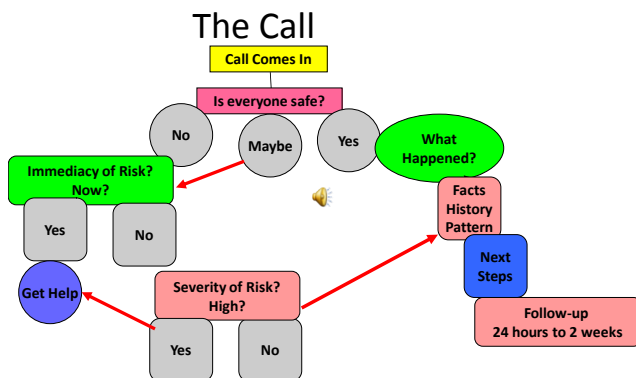 The Call
Call Comes In
Is everyone safe?
No
Maybe
Yes
What
Happened?
Immediacy of Risk?
Now?
Facts
History
Pattern
Yes
No
Next
Steps
Get Help
Severity of Risk?
High?
Follow-up
24 hours to 2 weeks
Yes
No